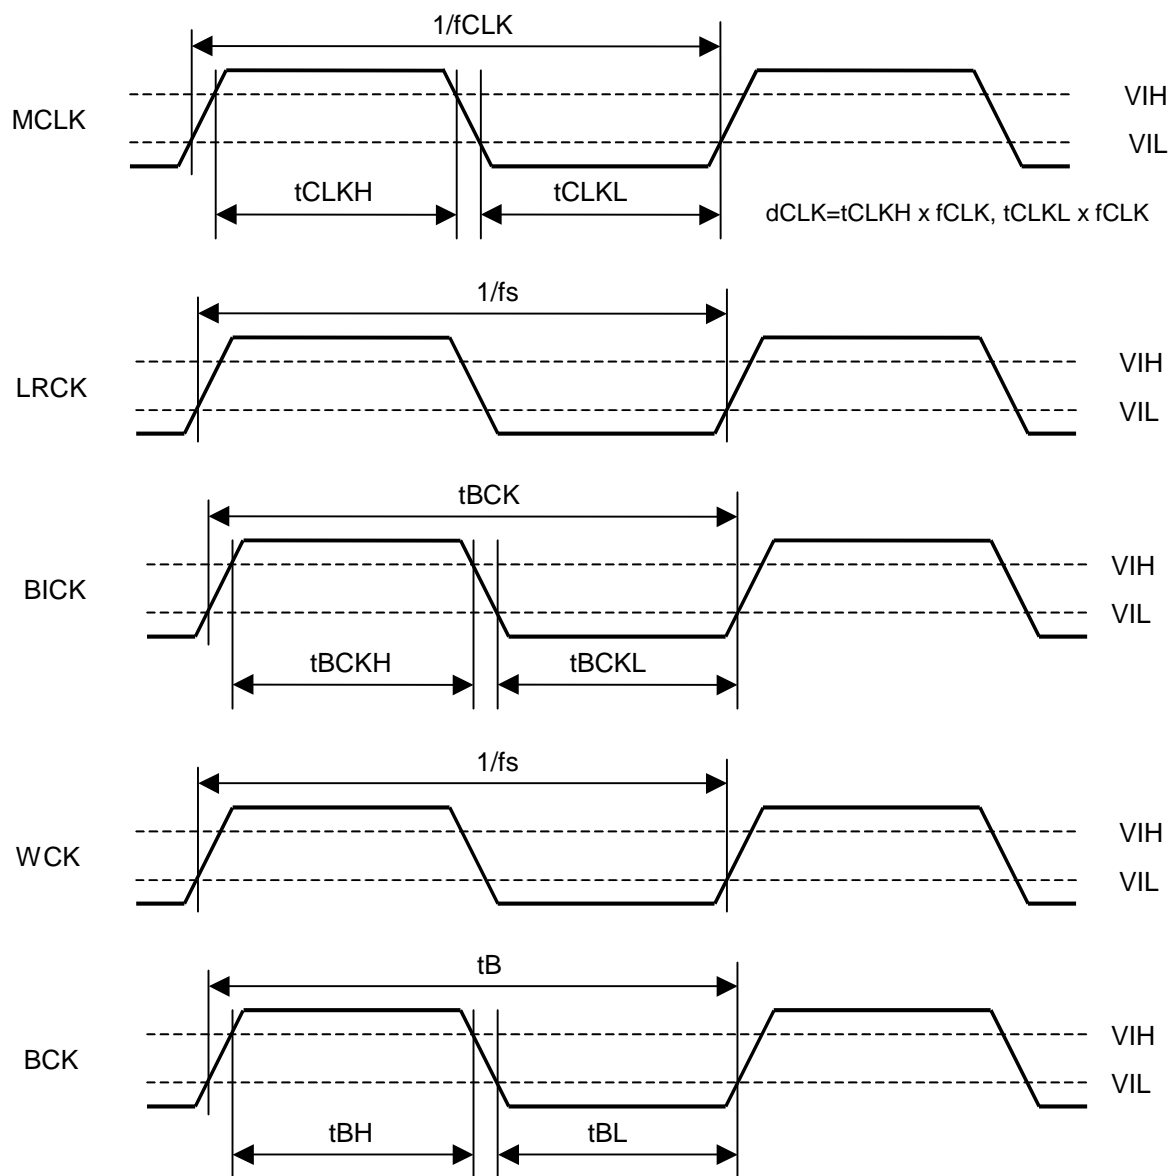 1/fCLK
MCLK
VIH
VIL
tCLKH
tCLKL
dCLK=tCLKH x fCLK, tCLKL x fCLK
1/fs
LRCK
VIH
VIL
tBCK
BICK
VIH
VIL
tBCKH
tBCKL
1/fs
WCK
VIH
VIL
tB
BCK
VIH
VIL
tBH
tBL